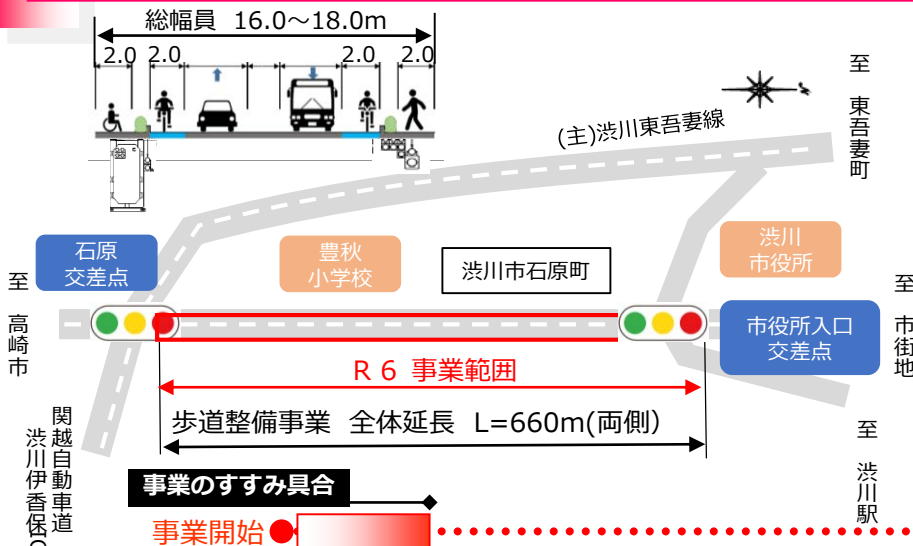 総幅員 16.0～18.0m
2.0 2.0 2.0 2.0
至 東吾妻町
(主)渋川東吾妻線
石原
交差点
豊秋
小学校
渋川市石原町
渋川
市役所
至 高崎市
市役所入口
交差点
至 市街地
R6 事業範囲
歩道整備事業 全体延長 L=660m(両側)
関越自動車道
渋川伊香保
至 渋川駅
事業のすすみ具合
事業開始